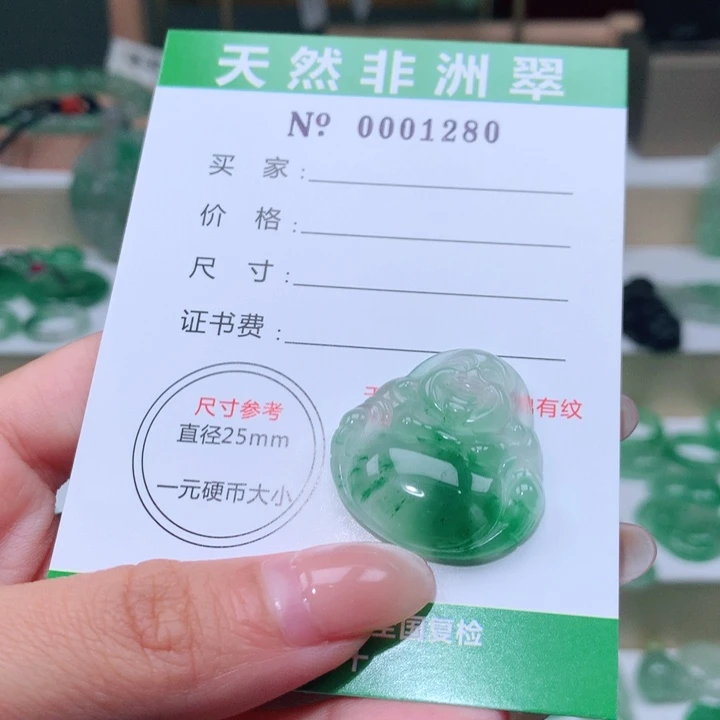 天然非洲翠
Nº 0001280
买 家:
价 格:
尺 寸:
证书费:
尺寸参考
直径25mm
一元硬币大小
有纹
国复检